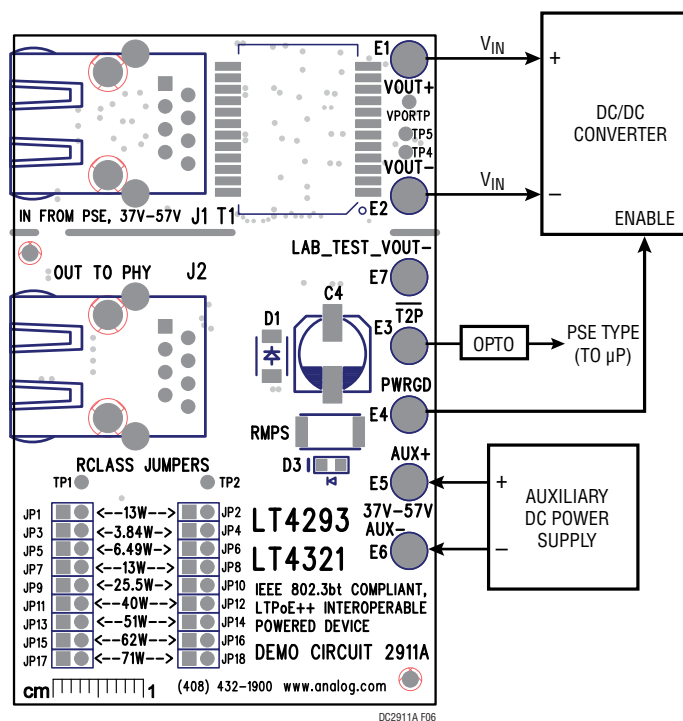 E1
VOUT+
VPORTP
TP5
TP4
VOUT-
IN FROM PSE, 37V-57V J1 T1
E2
VIN
VIN
+
DC/DC
CONVERTER
−
ENABLE
LAB_TEST_VOUT-
OUT TO PHY J2
E7
C4
D1
T2P
E3
OPTO
PSE TYPE
(TO µP)
PWRGD
E4
RMPS
D3
AUX+
E5
37V-57V
AUX-
E6
+
AUXILIARY
DC POWER
SUPPLY
−
RCLASS JUMPERS
TP1 TP2
JP1 <--13W--> JP2
JP3 <--3.84W--> JP4
JP5 <--6.49W--> JP6
JP7 <--13W--> JP8
JP9 <--25.5W-> JP10
JP11 <--40W--> JP12
JP13 <--51W--> JP14
JP15 <--62W--> JP16
JP17 <--71W--> JP18
LT4293
LT4321
IEEE 802.3bt COMPLIANT,
LTPoE++ INTEROPERABLE
POWERED DEVICE
DEMO CIRCUIT 2911A
cm 1 (408) 432-1900 www.analog.com
DC2911A F06